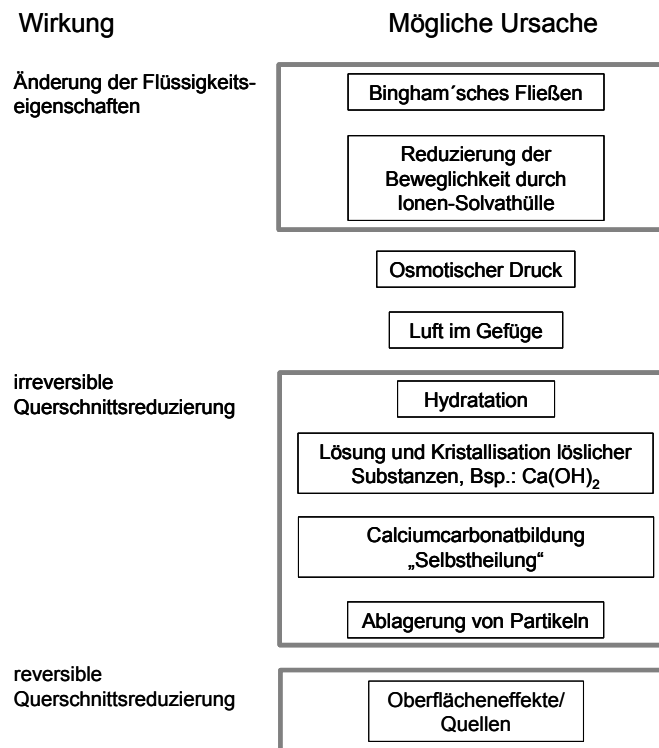 Wirkung
Mögliche Ursache
Änderung der Flüssigkeits-
eigenschaften
Bingham´sches Fließen
Reduzierung der
Beweglichkeit durch
Ionen-Solvathülle
Osmotischer Druck
Luft im Gefüge
irreversible
Querschnittsreduzierung
Hydratation
Lösung und Kristallisation löslicher
Substanzen, Bsp.: Ca(OH)₂
Calciumcarbonatbildung
„Selbstheilung“
Ablagerung von Partikeln
reversible
Querschnittsreduzierung
Oberflächeneffekte/
Quellen